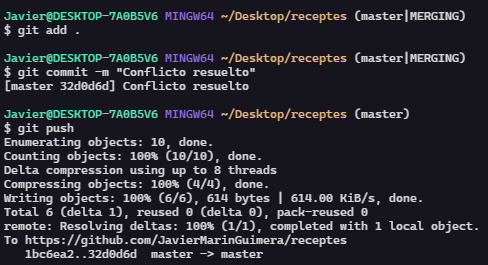 Javier@DESKTOP-7A0B5V6 MINGW64 ~/Desktop/receptes (master|MERGING)
$ git add .
Javier@DESKTOP-7A0B5V6 MINGW64 ~/Desktop/receptes (master|MERGING)
$ git commit -m "Conflicto resuelto"
[master 32d0d6d] Conflicto resuelto
Javier@DESKTOP-7A0B5V6 MINGW64 ~/Desktop/receptes (master)
$ git push
Enumerating objects: 10, done.
Counting objects: 100% (10/10), done.
Delta compression using up to 8 threads
Compressing objects: 100% (4/4), done.
Writing objects: 100% (6/6), 614 bytes | 614.00 KiB/s, done.
Total 6 (delta 1), reused 0 (delta 0), pack-reused 0
remote: Resolving deltas: 100% (1/1), completed with 1 local object.
To https://github.com/JavierMarinGuimera/receptes
   1bc6ea2..32d0d6d  master -> master